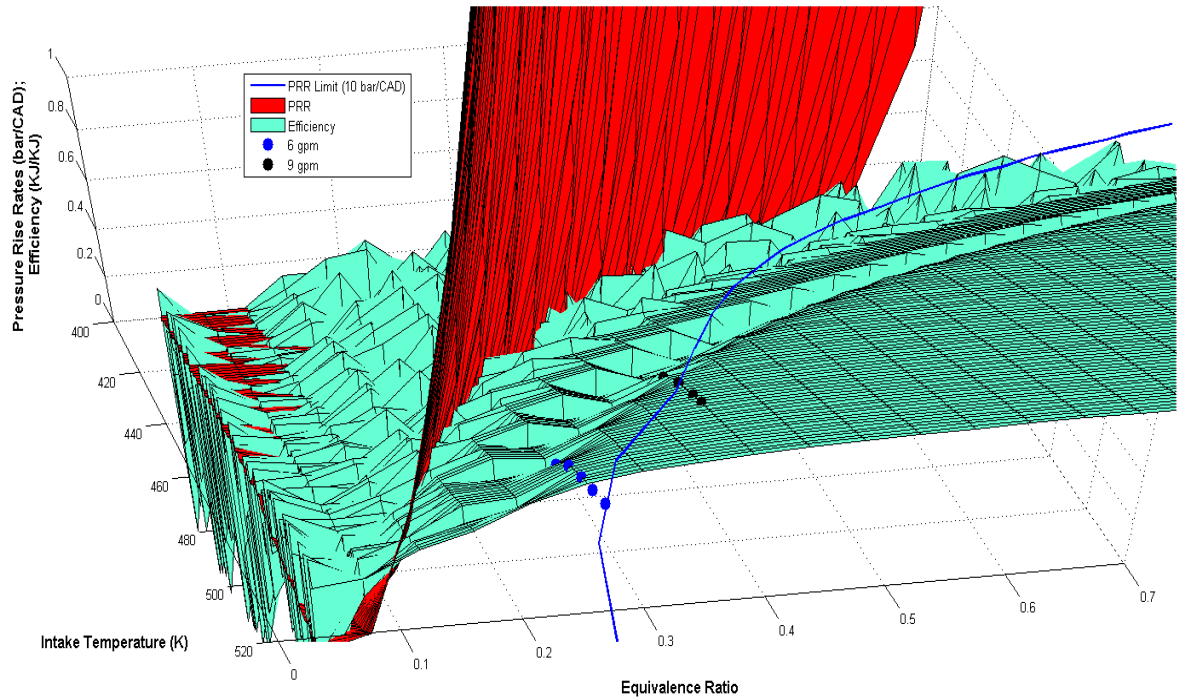 Pressure Rise Rates (bar/CAD);
Efficiency (KJ/KJ)
1
0.8
0.6
0.4
0.2
0
PRR Limit (10 bar/CAD)
PRR
Efficiency
6 gpm
9 gpm
400
420
440
460
480
500
520
Intake Temperature (K)
0
0.1
0.2
0.3
0.4
0.5
0.6
0.7
Equivalence Ratio